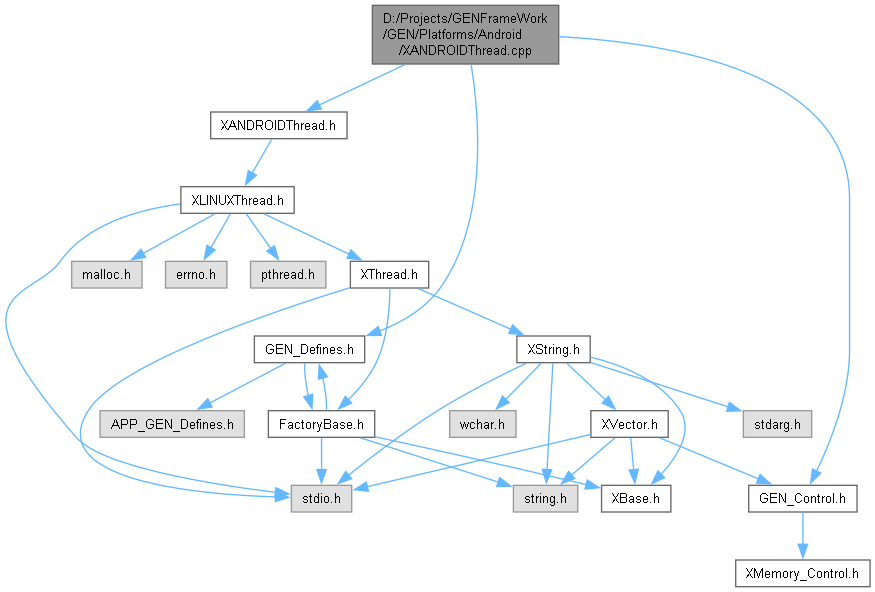 D:/Projects/GENFrameWork
/GEN/Platforms/Android
/XANDROIDThread.cpp
XANDROIDThread.h
XLINUXThread.h
malloc.h
errno.h
pthread.h
XThread.h
GEN_Defines.h
XString.h
APP_GEN_Defines.h
FactoryBase.h
wchar.h
XVector.h
stdarg.h
stdio.h
string.h
XBase.h
GEN_Control.h
XMemory_Control.h